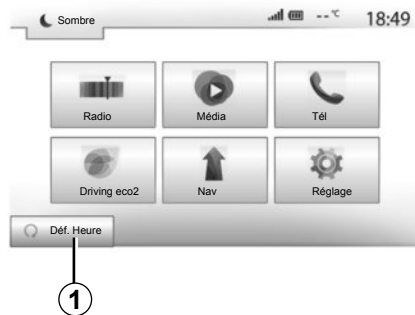 Sombre
--°C
18:49
Radio
Média
Tél
Driving eco2
Nav
Réglage
Déf. Heure
1